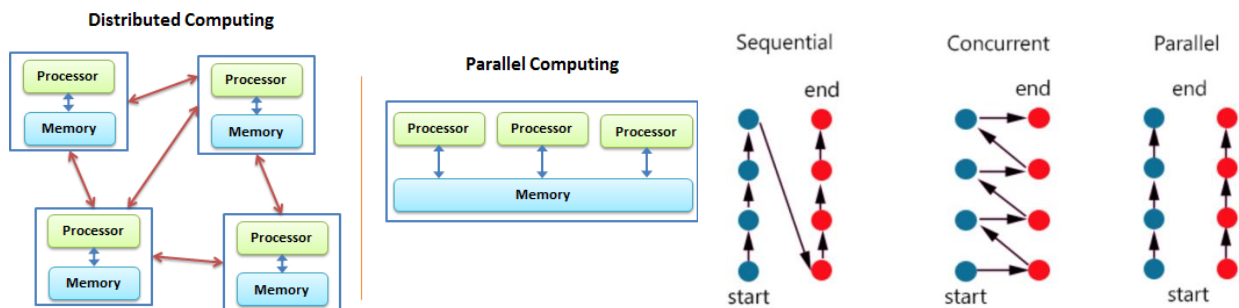 Distributed Computing
Processor
Memory
Processor
Memory
Processor
Memory
Processor
Memory
Parallel Computing
Processor
Processor
Processor
Memory
Sequential
end
start
Concurrent
end
start
Parallel
end
start